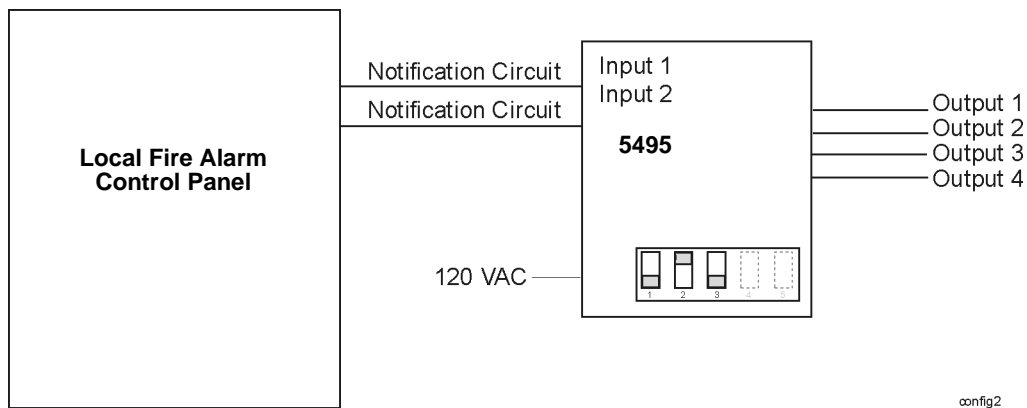 Notification Circuit
Notification Circuit
Local Fire Alarm
Control Panel
Input 1
Input 2
5495
Output 1
Output 2
Output 3
Output 4
120 VAC
1 2 3 4 5
config2